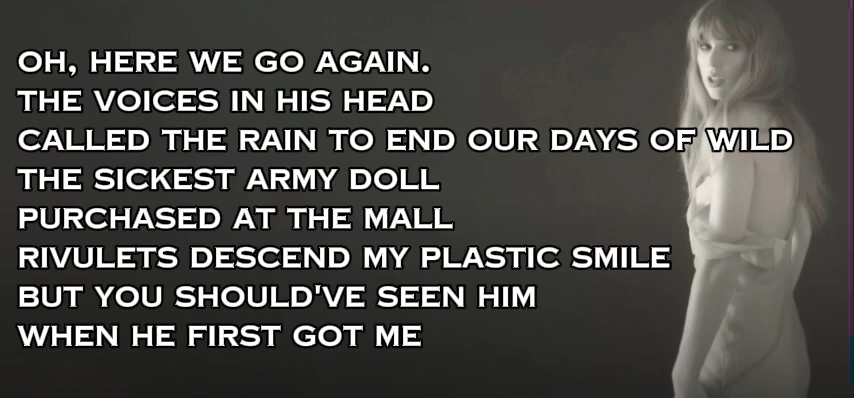 OH, HERE WE GO AGAIN.
THE VOICES IN HIS HEAD
CALLED THE RAIN TO END OUR DAYS OF WILD
THE SICKEST ARMY DOLL
PURCHASED AT THE MALL
RIVULETS DESCEND MY PLASTIC SMILE
BUT YOU SHOULD'VE SEEN HIM
WHEN HE FIRST GOT ME